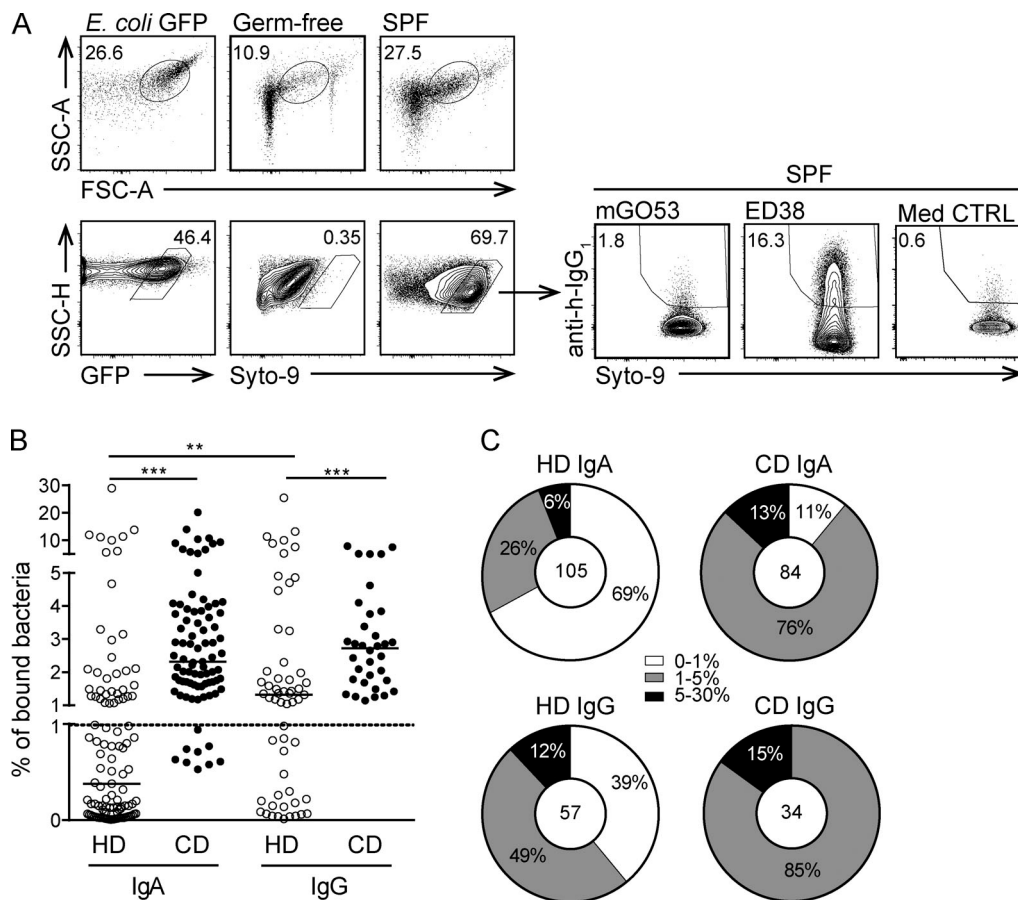 A
E. coli GFP
Germ-free
SPF
26.6
10.9
27.5
SSC-A
FSC-A
46.4
0.35
69.7
SSC-H
GFP
Syto-9
SPF
mGO53
ED38
Med CTRL
1.8
16.3
0.6
anti-h-IgG1
Syto-9
B
**
***
***
% of bound bacteria
30
20
10
5
4
3
2
1
1
0
HD
CD
HD
CD
IgA
IgG
C
HD IgA
CD IgA
6%
26%
105
69%
13%
11%
84
76%
0-1%
1-5%
5-30%
HD IgG
CD IgG
12%
39%
57
49%
15%
34
85%